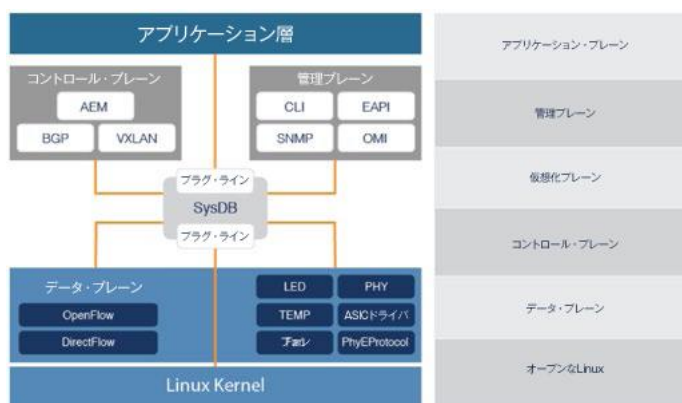 アプリケーション層
コントロール・プレーン
AEM
BGP
VXLAN
管理プレーン
CLI
EAPI
SNMP
OMI
プラグ・ライン
SysDB
プラグ・ライン
データ・プレーン
OpenFlow
DirectFlow
LED
PHY
TEMP
ASICドライバ
PhyEProtocol
Linux Kernel
アプリケーション・プレーン
管理プレーン
仮想化プレーン
コントロール・プレーン
データ・プレーン
オープンなLinux